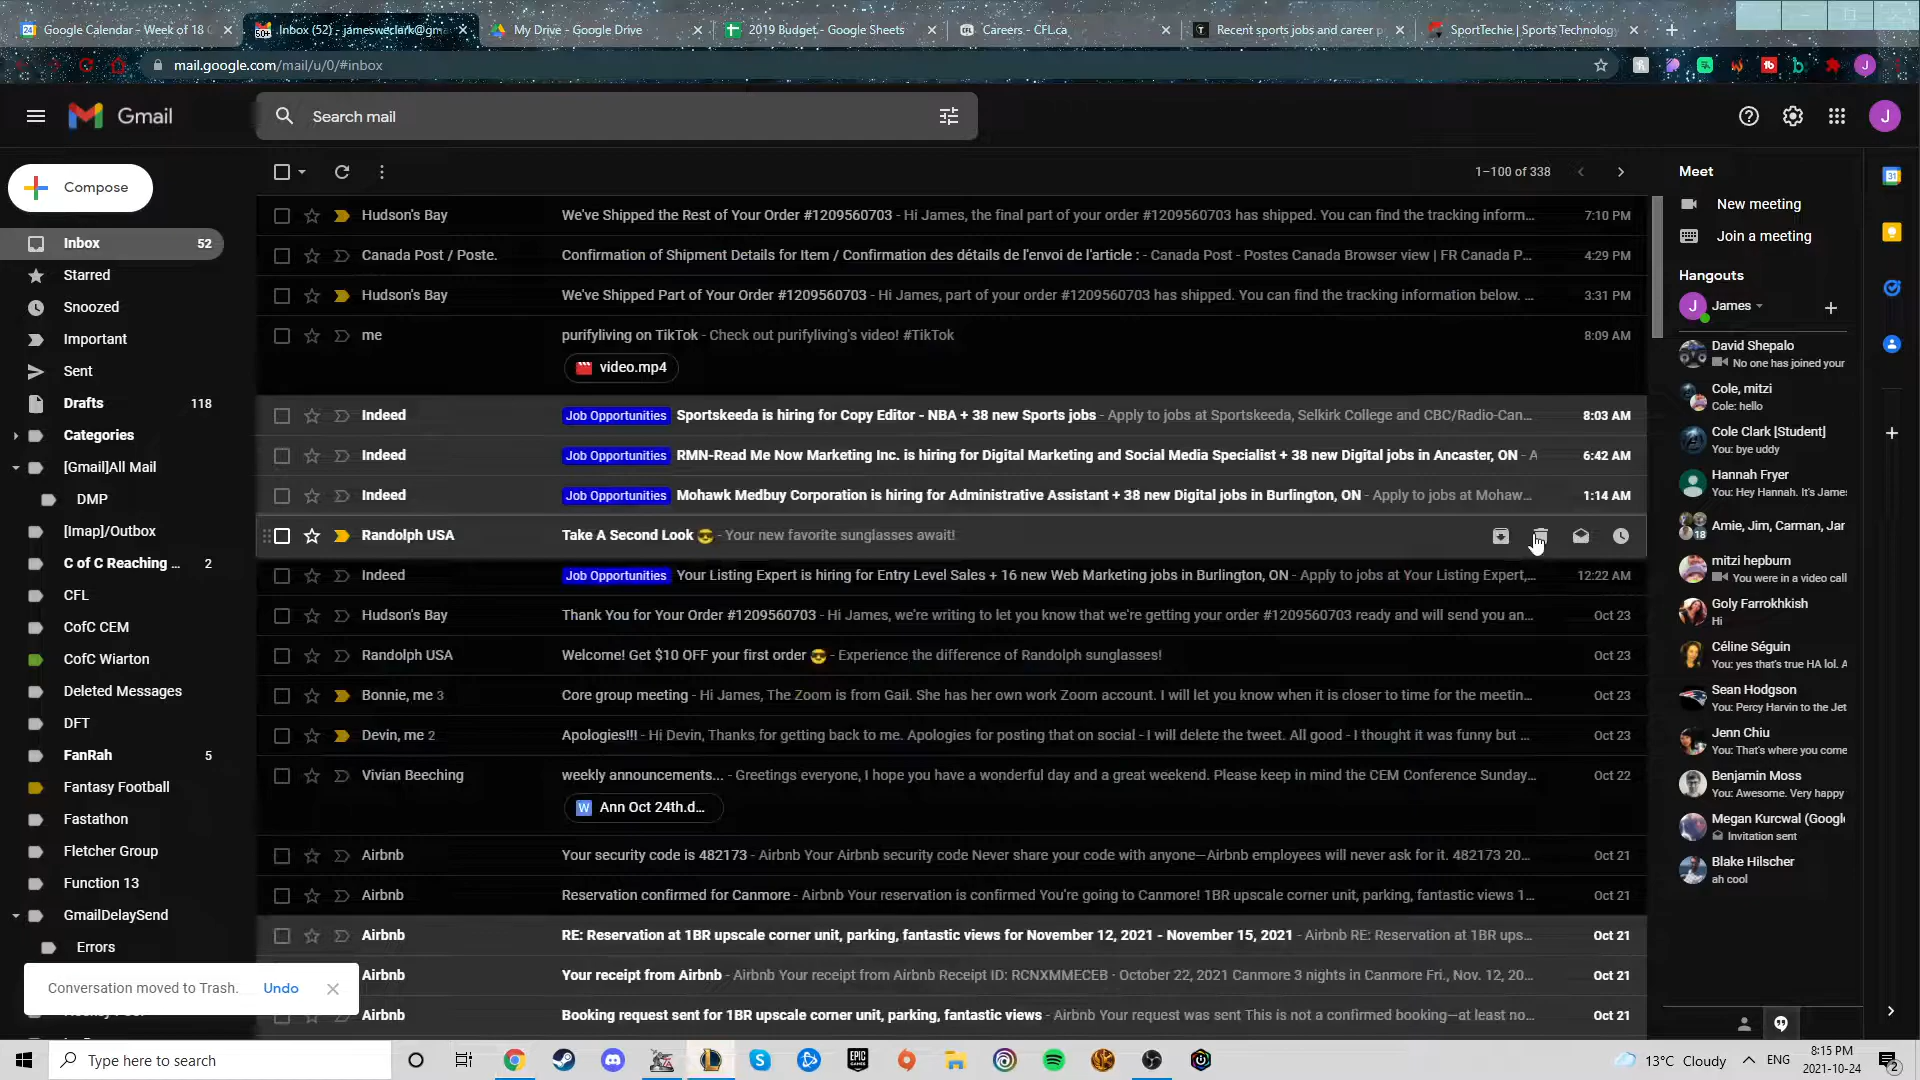 Google Calendar - Week of 18 O
Inbox (52) - jamesweclark@gma
My Drive - Google Drive
2019 Budget - Google Sheets
Careers - CFL.ca
Recent sports jobs and career p
SportTechie | Sports Technology
mail.google.com/mail/u/0/#inbox
Gmail
Search mail
Compose
1–100 of 338
Inbox 52
Starred
Snoozed
Important
Sent
Drafts 118
Categories
[Gmail]All Mail
DMP
[Imap]/Outbox
C of C Reaching ... 2
CFL
CofC CEM
CofC Wiarton
Deleted Messages
DFT
FanRah 5
Fantasy Football
Fastathon
Fletcher Group
Function 13
GmailDelaySend
Errors
Hudson's Bay We've Shipped the Rest of Your Order #1209560703 - Hi James, the final part of your order #1209560703 has shipped. You can find the tracking inform... 7:10 PM
Canada Post / Poste. Confirmation of Shipment Details for Item / Confirmation des détails de l'envoi de l'article : - Canada Post - Postes Canada Browser view | FR Canada P... 4:29 PM
Hudson's Bay We've Shipped Part of Your Order #1209560703 - Hi James, part of your order #1209560703 has shipped. You can find the tracking information below. ... 3:31 PM
me purifyliving on TikTok - Check out purifyliving's video! #TikTok 8:09 AM
video.mp4
Indeed Job Opportunities Sportskeeda is hiring for Copy Editor - NBA + 38 new Sports jobs - Apply to jobs at Sportskeeda, Selkirk College and CBC/Radio-Can... 8:03 AM
Indeed Job Opportunities RMN-Read Me Now Marketing Inc. is hiring for Digital Marketing and Social Media Specialist + 38 new Digital jobs in Ancaster, ON - A 6:42 AM
Indeed Job Opportunities Mohawk Medbuy Corporation is hiring for Administrative Assistant + 38 new Digital jobs in Burlington, ON - Apply to jobs at Mohaw... 1:14 AM
Randolph USA Take A Second Look 😎 - Your new favorite sunglasses await!
Indeed Job Opportunities Your Listing Expert is hiring for Entry Level Sales + 16 new Web Marketing jobs in Burlington, ON - Apply to jobs at Your Listing Expert,... 12:22 AM
Hudson's Bay Thank You for Your Order #1209560703 - Hi James, we're writing to let you know that we're getting your order #1209560703 ready and will send you an... Oct 23
Randolph USA Welcome! Get $10 OFF your first order 😎 - Experience the difference of Randolph sunglasses! Oct 23
Bonnie, me 3 Core group meeting - Hi James, The Zoom is from Gail. She has her own work Zoom account. I will let you know when it is closer to time for the meetin... Oct 23
Devin, me 2 Apologies!!! - Hi Devin, Thanks for getting back to me. Apologies for posting that on social - I will delete the tweet. All good - I thought it was funny but ... Oct 23
Vivian Beeching weekly announcements... - Greetings everyone, I hope you have a wonderful day and a great weekend. Please keep in mind the CEM Conference Sunday... Oct 22
Ann Oct 24th.d...
Airbnb Your security code is 482173 - Airbnb Your Airbnb security code Never share your code with anyone—Airbnb employees will never ask for it. 482173 20... Oct 21
Airbnb Reservation confirmed for Canmore - Airbnb Your reservation is confirmed You're going to Canmore! 1BR upscale corner unit, parking, fantastic views 1... Oct 21
Airbnb RE: Reservation at 1BR upscale corner unit, parking, fantastic views for November 12, 2021 - November 15, 2021 - Airbnb RE: Reservation at 1BR ups... Oct 21
Airbnb Your receipt from Airbnb - Airbnb Your receipt from Airbnb Receipt ID: RCNXMMECEB · October 22, 2021 Canmore 3 nights in Canmore Fri., Nov. 12, 20... Oct 21
Airbnb Booking request sent for 1BR upscale corner unit, parking, fantastic views - Airbnb Your request was sent This is not a confirmed booking—at least no... Oct 21
Conversation moved to Trash. Undo
Meet
New meeting
Join a meeting
Hangouts
J James
David Shepalo
No one has joined your
Cole, mitzi
Cole: hello
Cole Clark [Student]
You: bye uddy
Hannah Fryer
You: Hey Hannah. It's Jame
18 Amie, Jim, Carman, Jar
mitzi hepburn
You were in a video call
Goly Farrokhkish
Hi
Céline Séguin
You: yes that's true HA lol. A
Sean Hodgson
You: Percy Harvin to the Jet
Jenn Chiu
You: That's where you come
Benjamin Moss
You: Awesome. Very happy
Megan Kurcwal (Google
Invitation sent
Blake Hilscher
ah cool
Type here to search
13°C Cloudy
ENG
8:15 PM
2021-10-24
2